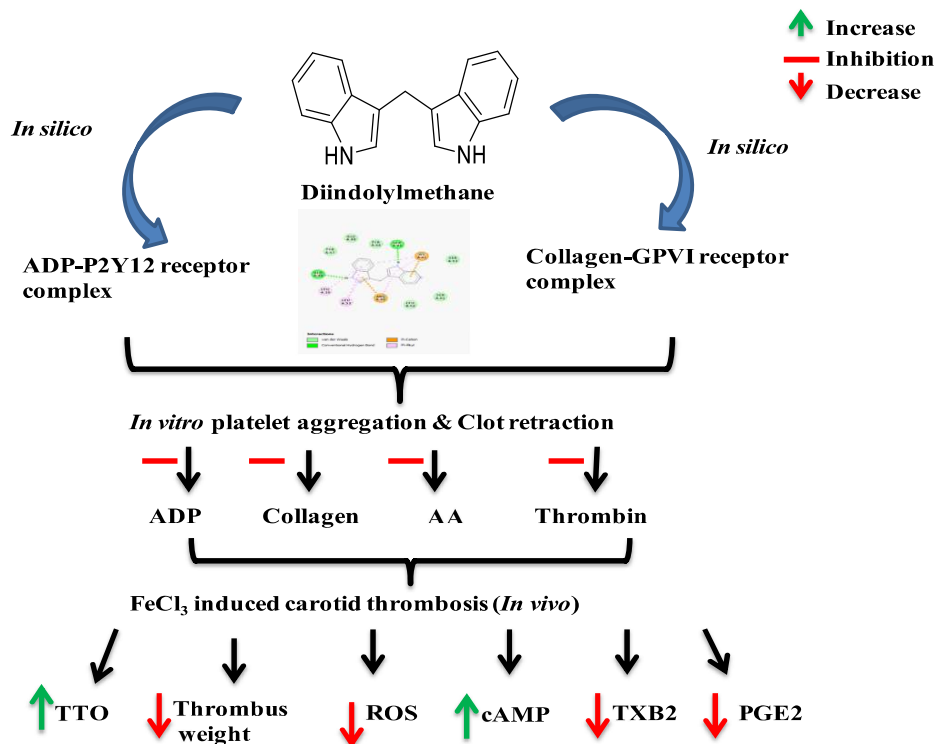 Increase
Inhibition
Decrease
In silico
In silico
NH
HN
Diindolylmethane
ADP-P2Y12 receptor
complex
Collagen-GPVI receptor
complex
In vitro platelet aggregation & Clot retraction
ADP
Collagen
AA
Thrombin
FeCl₃ induced carotid thrombosis (In vivo)
TTO
Thrombus
weight
ROS
cAMP
TXB2
PGE2